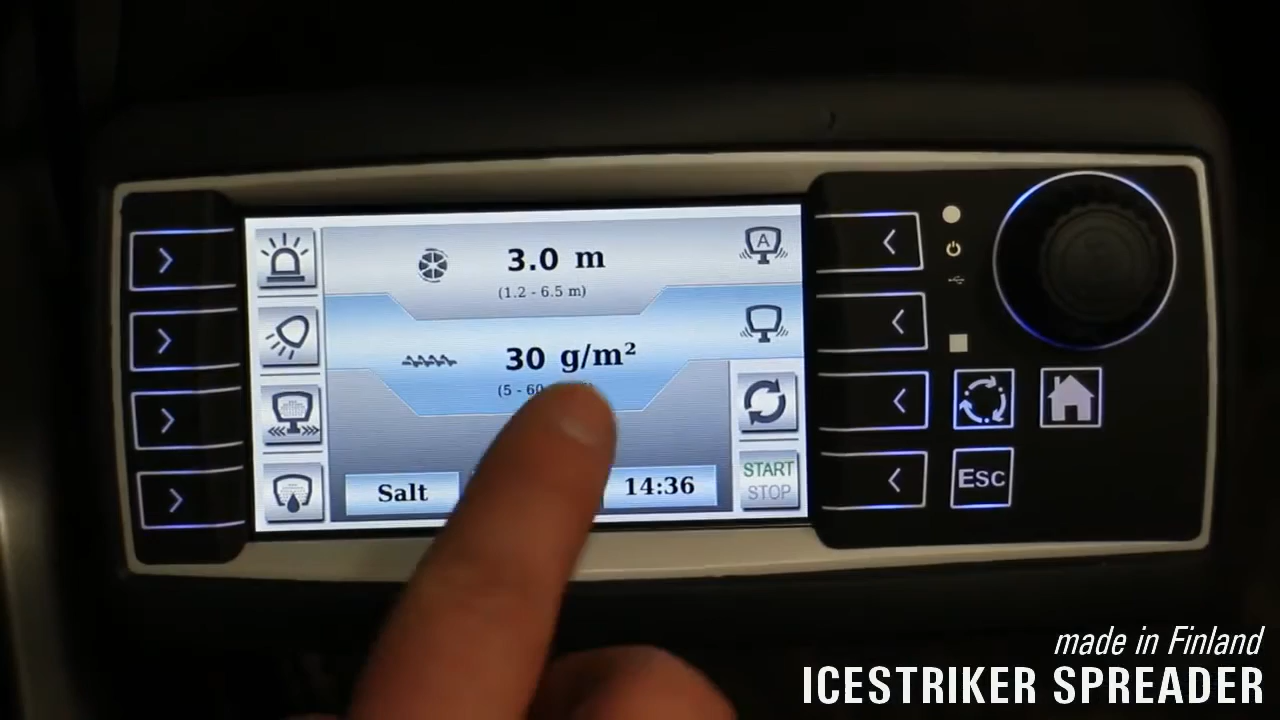 3.0 m
(1.2 - 6.5 m)
A
30 g/m²
(5 - 60
Salt
14:36
START
STOP
Esc
made in Finland
ICESTRIKER SPREADER